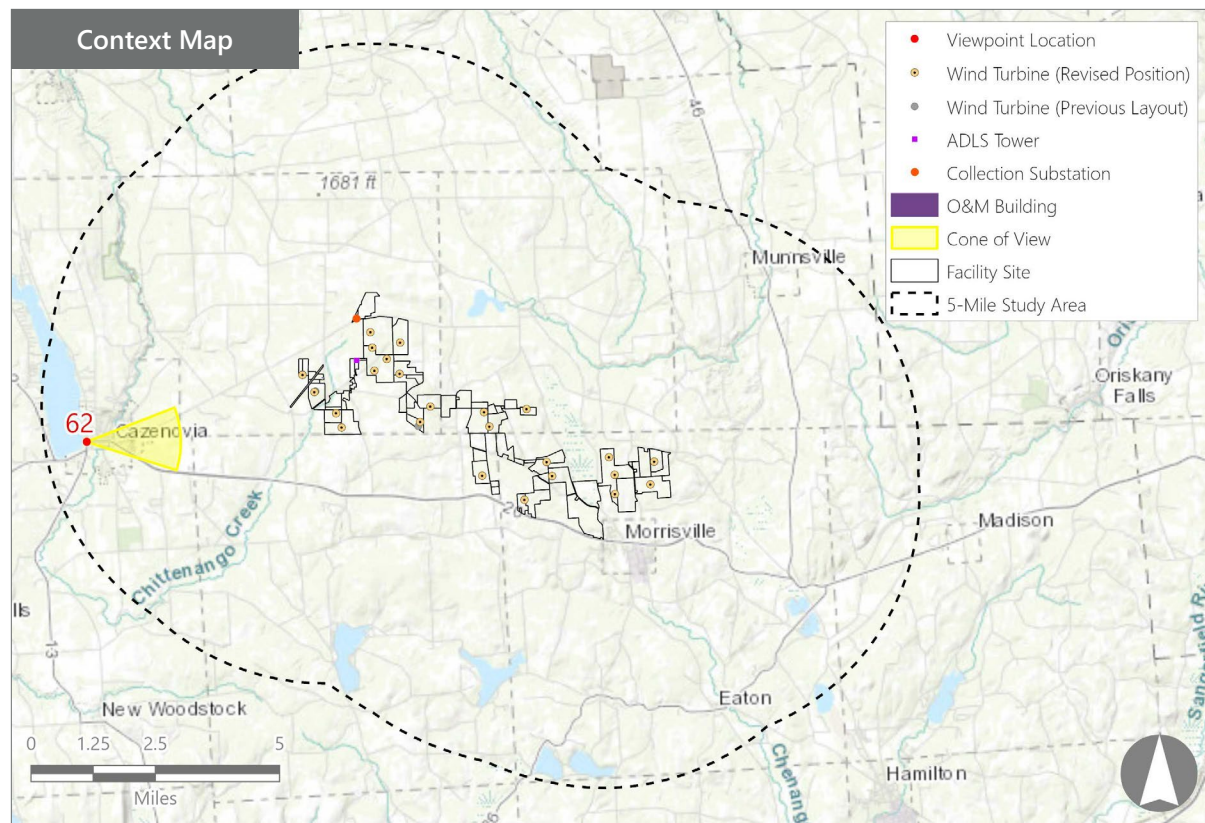 Context Map
Viewpoint Location
Wind Turbine (Revised Position)
Wind Turbine (Previous Layout)
ADLS Tower
Collection Substation
O&M Building
Cone of View
Facility Site
5-Mile Study Area
46
1681 ft
Munnsville
Oriskany
Falls
62
Cazenovia
20
Morrisville
Madison
Chittenango Creek
lls
13
New Woodstock
Eaton
Hamilton
26
0 1.25 2.5 5
Miles